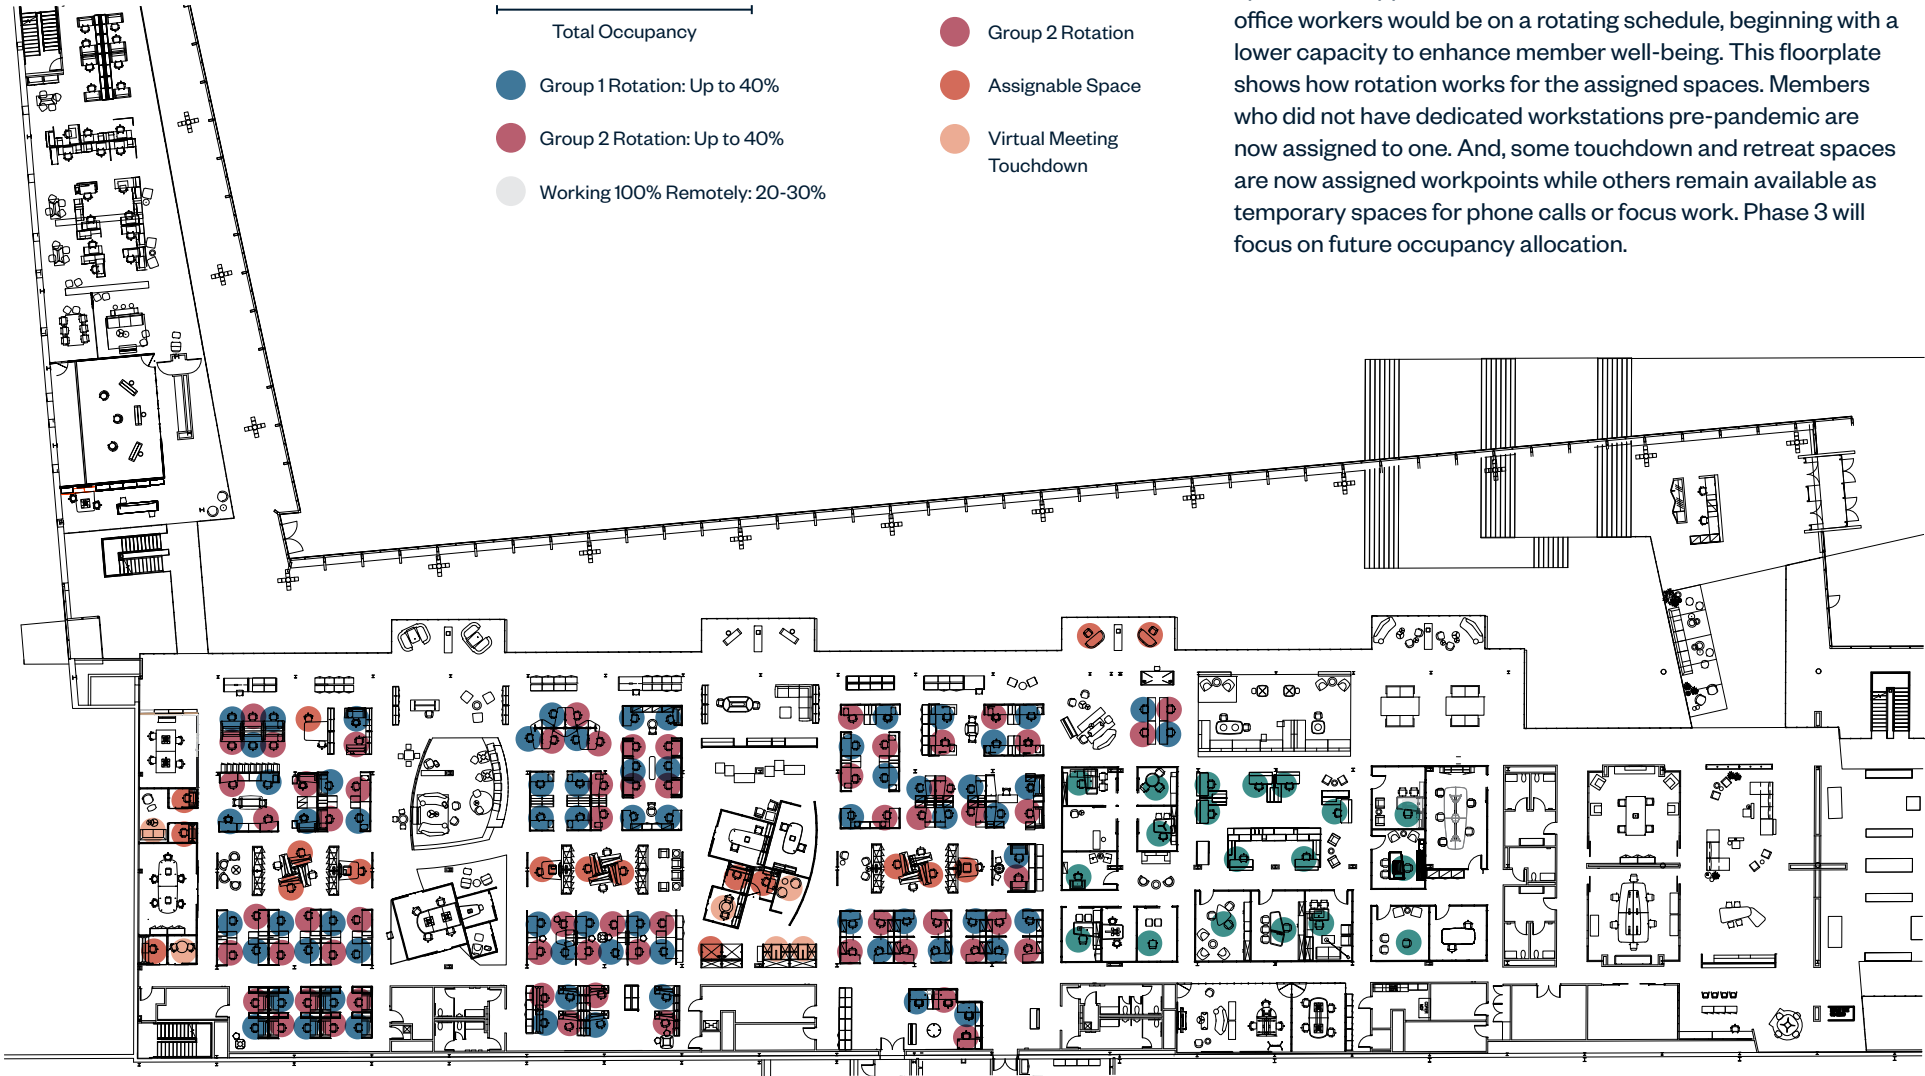 Total Occupancy
Group 1 Rotation: Up to 40%
Group 2 Rotation: Up to 40%
Working 100% Remotely: 20-30%
Group 2 Rotation
Assignable Space
Virtual Meeting
Touchdown
office workers would be on a rotating schedule, beginning with a
lower capacity to enhance member well-being. This floorplate
shows how rotation works for the assigned spaces. Members
who did not have dedicated workstations pre-pandemic are
now assigned to one. And, some touchdown and retreat spaces
are now assigned workpoints while others remain available as
temporary spaces for phone calls or focus work. Phase 3 will
focus on future occupancy allocation.